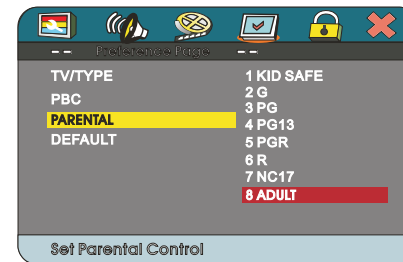 -- Preference Page --
TV/TYPE
PBC
PARENTAL
DEFAULT
1 KID SAFE
2 G
3 PG
4 PG13
5 PGR
6 R
7 NC17
8 ADULT
Set Parental Control